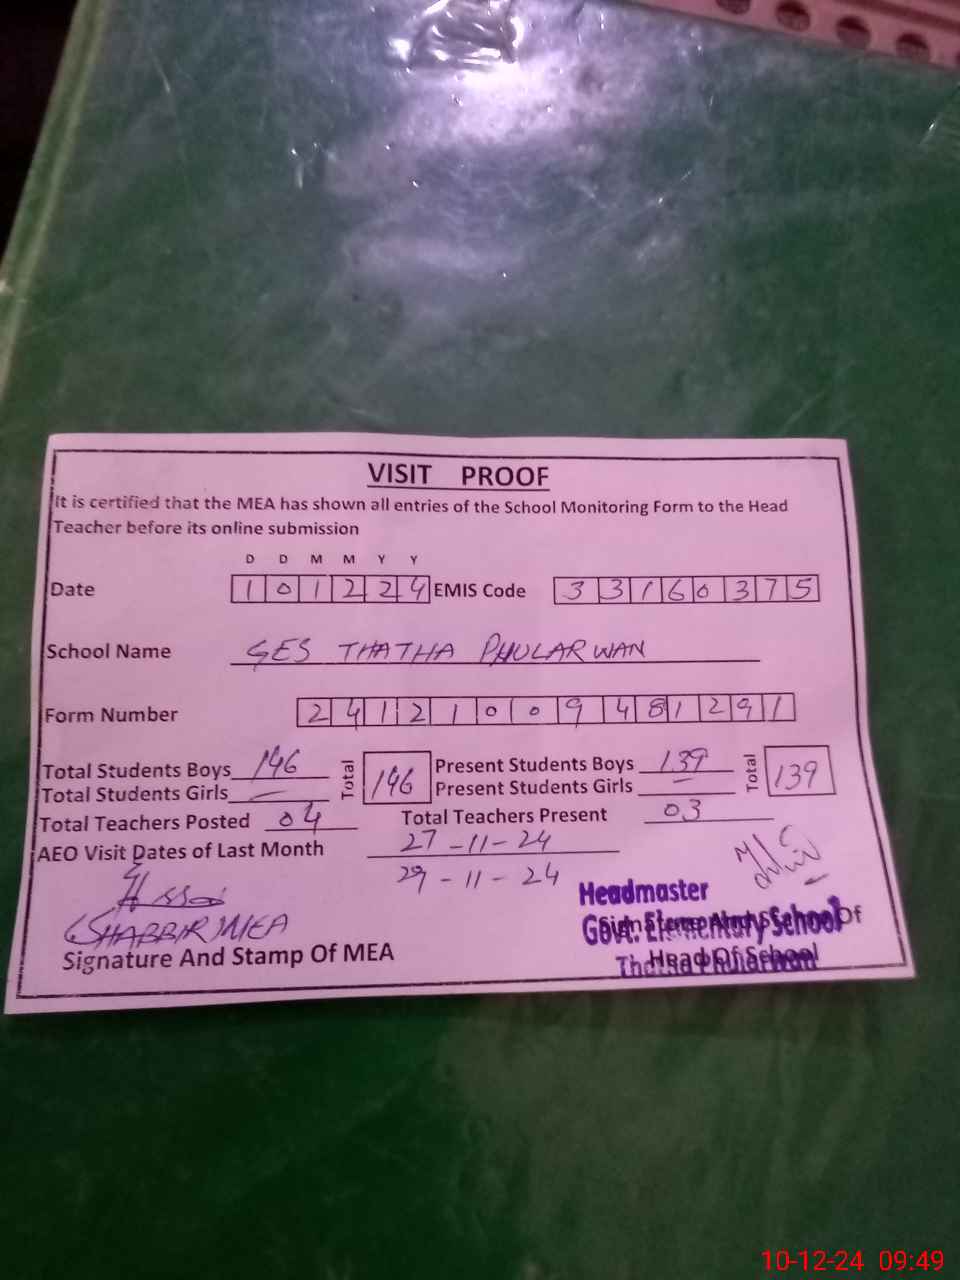 VISIT PROOF
It is certified that the MEA has shown all entries of the School Monitoring Form to the Head
Teacher before its online submission
D D M M Y Y
Date 1 0 1 2 2 4 EMIS Code 3 3 1 6 0 3 7 5
School Name GES THATHA PHULARWAN
Form Number 2 4 1 2 1 0 0 9 4 8 1 2 9 1
Total Students Boys 146 Total 146 Present Students Boys 139 Total 139
Total Students Girls — Present Students Girls —
Total Teachers Posted 04 Total Teachers Present 03
AEO Visit Dates of Last Month 27-11-24
29-11-24
SHABBIR MEA
Signature And Stamp Of MEA
Headmaster
Govt. Elementary School
Signature And Stamp Of
Head Of School
10-12-24 09:49